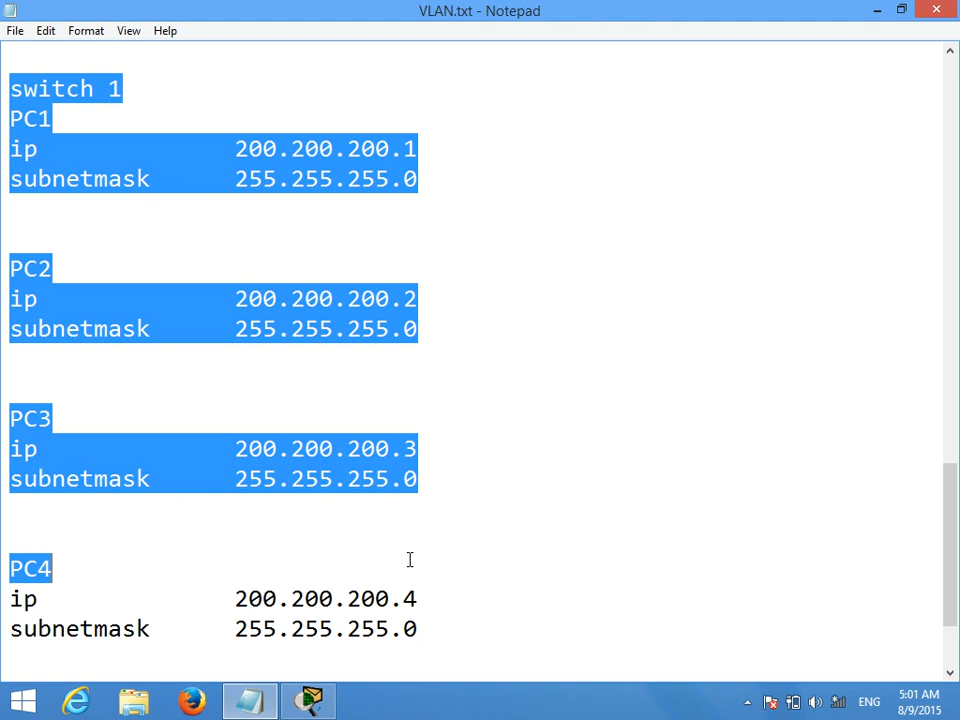 VLAN.txt - Notepad
File Edit Format View Help
switch 1
PC1
ip 200.200.200.1
subnetmask 255.255.255.0
PC2
ip 200.200.200.2
subnetmask 255.255.255.0
PC3
ip 200.200.200.3
subnetmask 255.255.255.0
PC4
ip 200.200.200.4
subnetmask 255.255.255.0
ENG
5:01 AM
8/9/2015